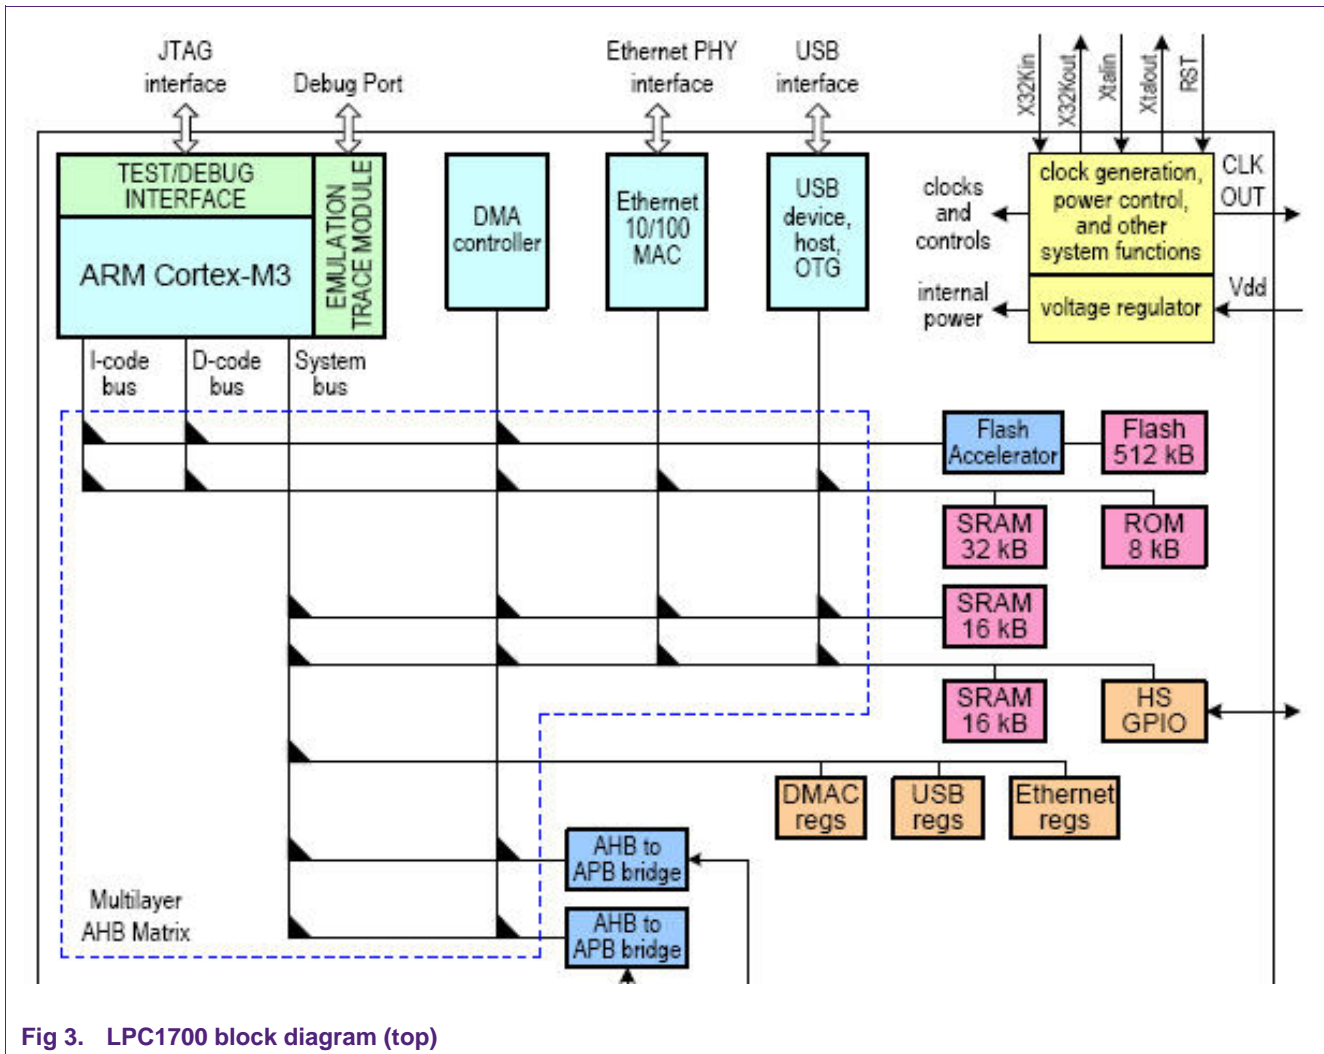 JTAG
interface
Debug Port
Ethernet PHY
interface
USB
interface
X32Kin
X32Kout
Xtalin
Xtalout
RST
TEST/DEBUG
INTERFACE
ARM Cortex-M3
EMULATION
TRACE MODULE
DMA
controller
Ethernet
10/100
MAC
USB
device,
host,
OTG
clocks
and
controls
clock generation,
power control,
and other
system functions
CLK
OUT
internal
power
voltage regulator
Vdd
I-code
bus
D-code
bus
System
bus
Flash
Accelerator
Flash
512 kB
SRAM
32 kB
ROM
8 kB
SRAM
16 kB
SRAM
16 kB
HS
GPIO
DMAC
regs
USB
regs
Ethernet
regs
AHB to
APB bridge
Multilayer
AHB Matrix
AHB to
APB bridge
Fig 3. LPC1700 block diagram (top)